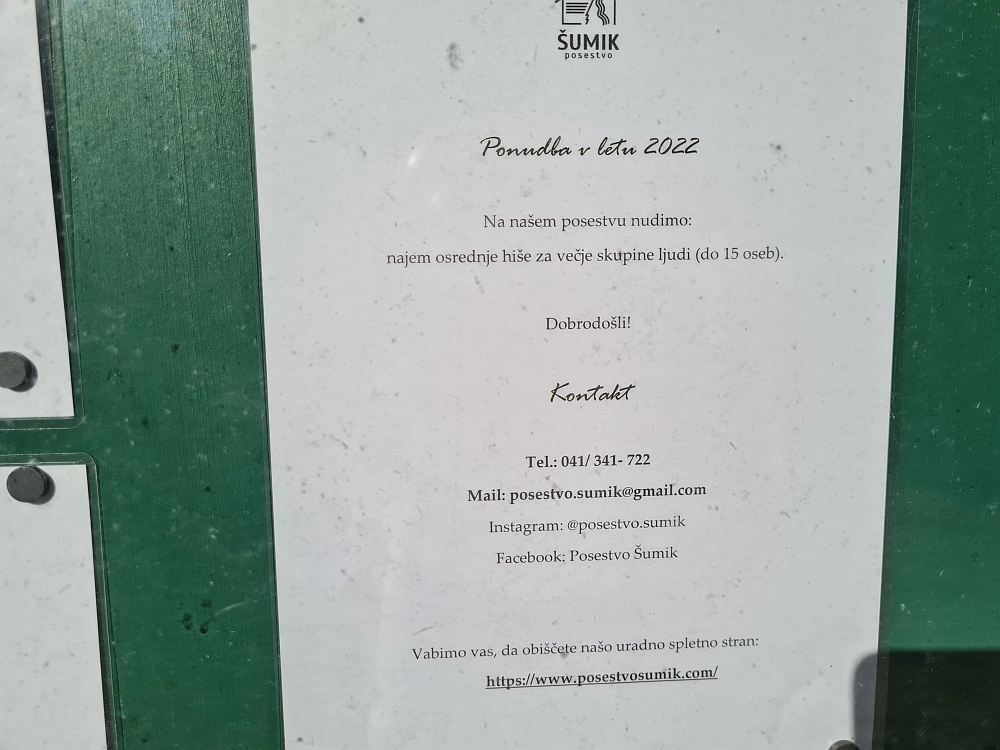 ŠUMIK
posestvo
Ponudba v letu 2022
Na našem posestvu nudimo:
najem osrednje hiše za večje skupine ljudi (do 15 oseb).
Dobrodošli!
Kontakt
Tel.: 041/ 341- 722
Mail: posestvo.sumik@gmail.com
Instagram: @posestvo.sumik
Facebook: Posestvo Šumik
Vabimo vas, da obiščete našo uradno spletno stran:
https://www.posestvosumik.com/